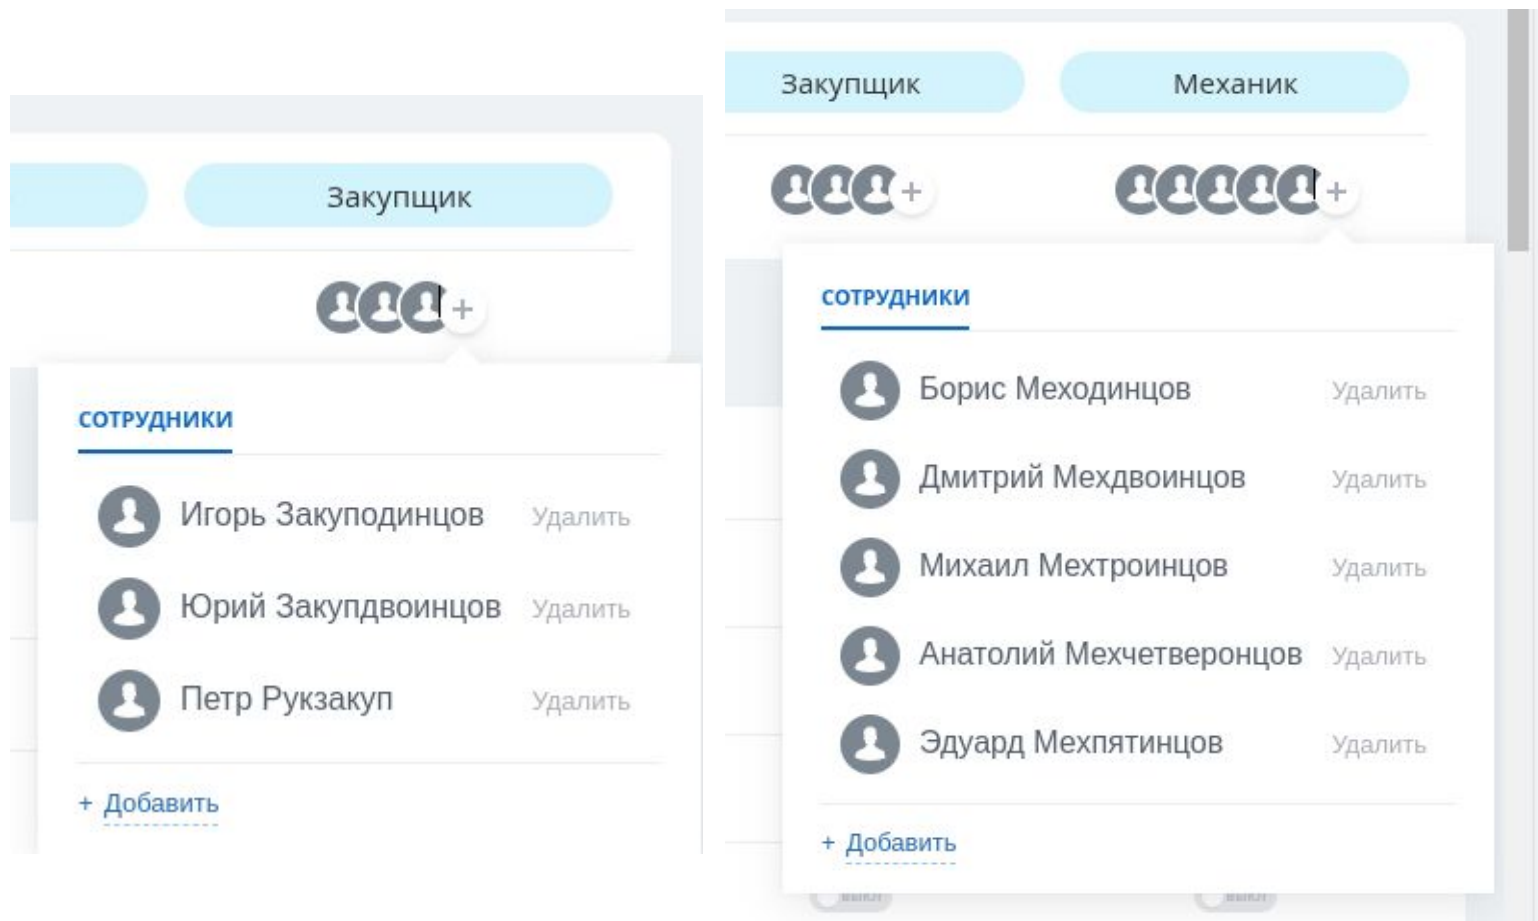 Закупщик
СОТРУДНИКИ
Игорь Закуподинцов Удалить
Юрий Закупдвоинцов Удалить
Петр Рукзакуп Удалить
+ Добавить
Закупщик Механик
СОТРУДНИКИ
Борис Меходинцов Удалить
Дмитрий Мехдвоинцов Удалить
Михаил Мехтроинцов Удалить
Анатолий Мехчетверонцов Удалить
Эдуард Мехпятинцов Удалить
+ Добавить